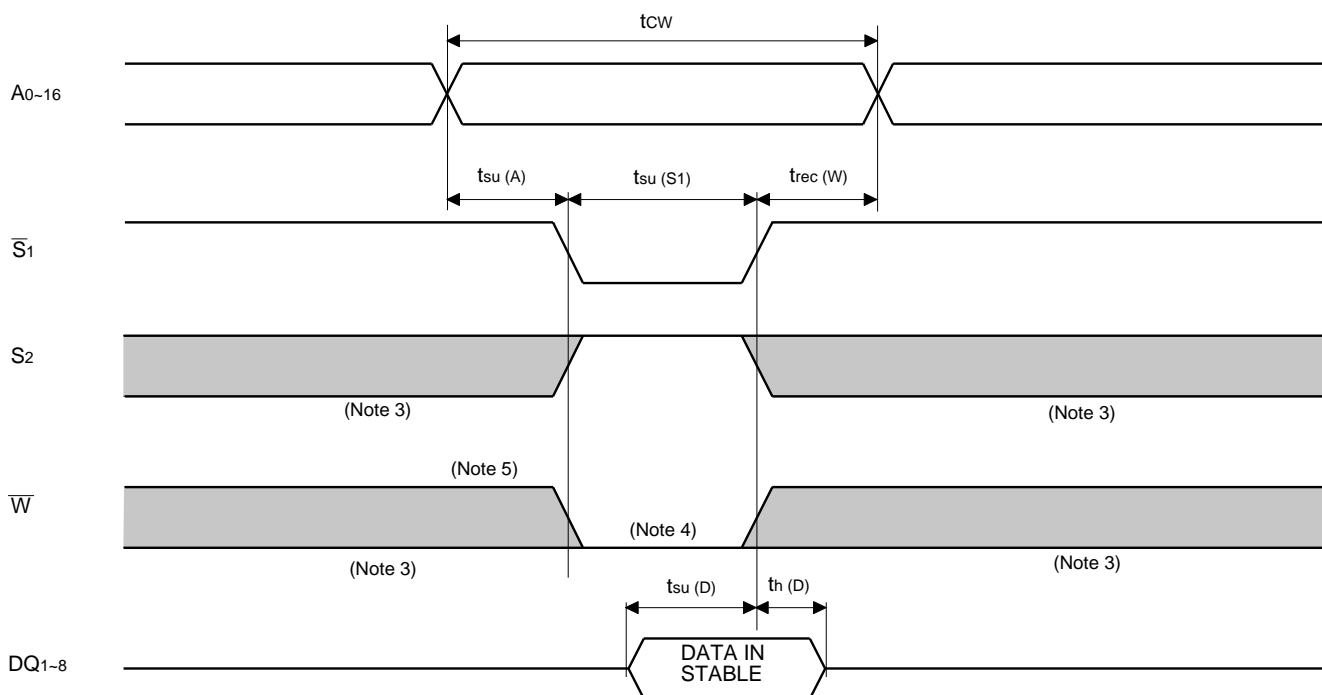 tCW
A0~16
tsu (A) tsu (S1) trec (W)
S̅1
S2
(Note 3) (Note 3)
(Note 5)
W̅
(Note 4)
(Note 3) (Note 3)
tsu (D) th (D)
DQ1~8
DATA IN
STABLE